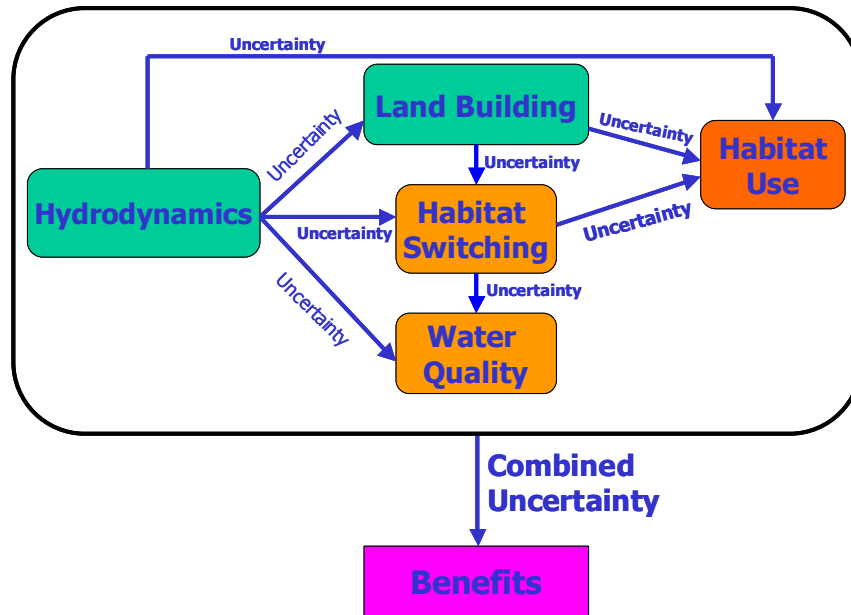 Uncertainty
Land Building
Uncertainty
Uncertainty
Habitat
Use
Uncertainty
Hydrodynamics
Habitat
Switching
Uncertainty
Uncertainty
Uncertainty
Uncertainty
Water
Quality
Combined
Uncertainty
Benefits